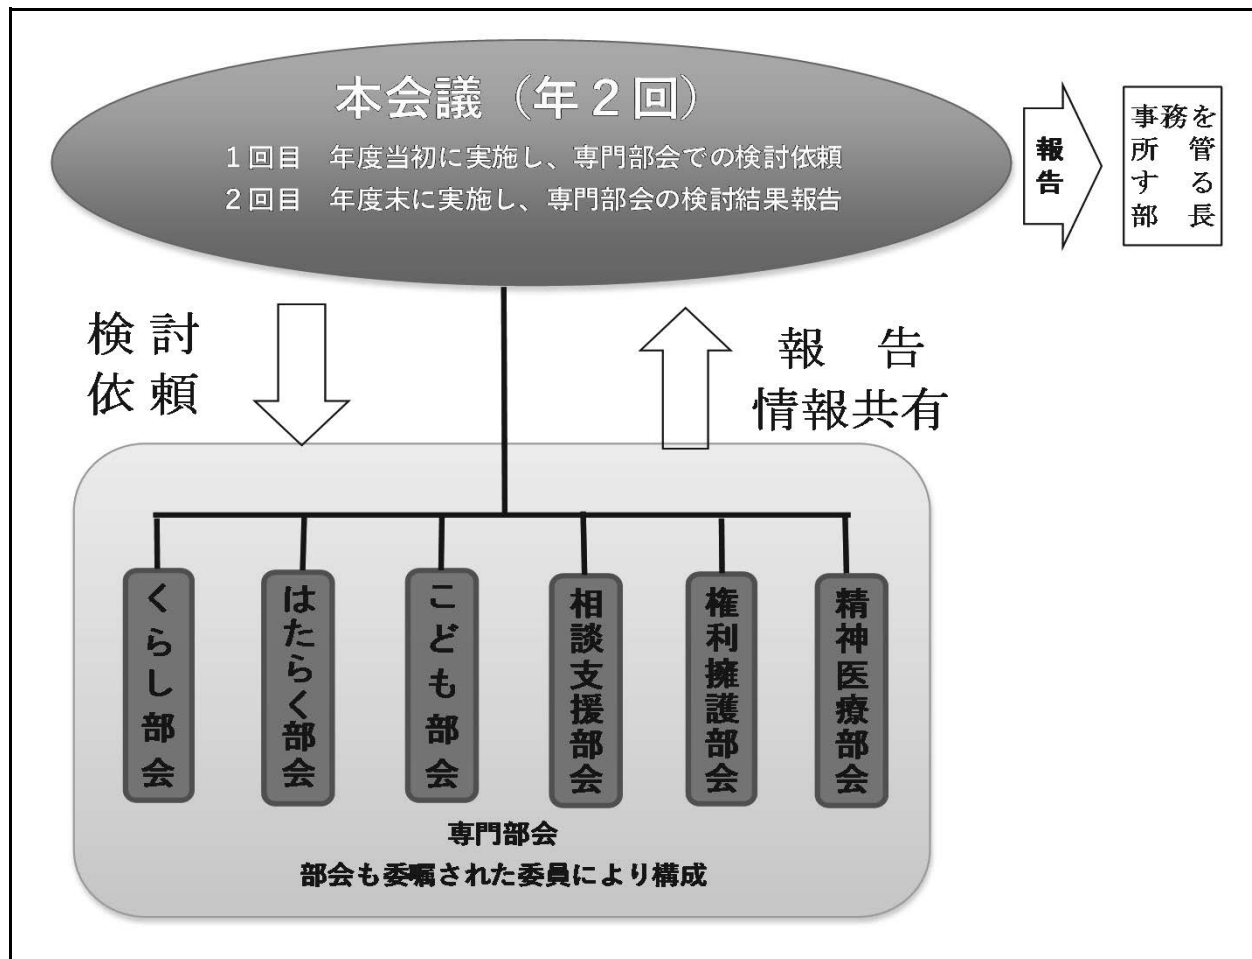 本会議（年２回）
１回目　年度当初に実施し、専門部会での検討依頼
２回目　年度末に実施し、専門部会の検討結果報告
報告
事務を
所管
する
部長
検討
依頼
報　告
情報共有
くらし部会
はたらく部会
こども部会
相談支援部会
権利擁護部会
精神医療部会
専門部会
部会も委嘱された委員により構成